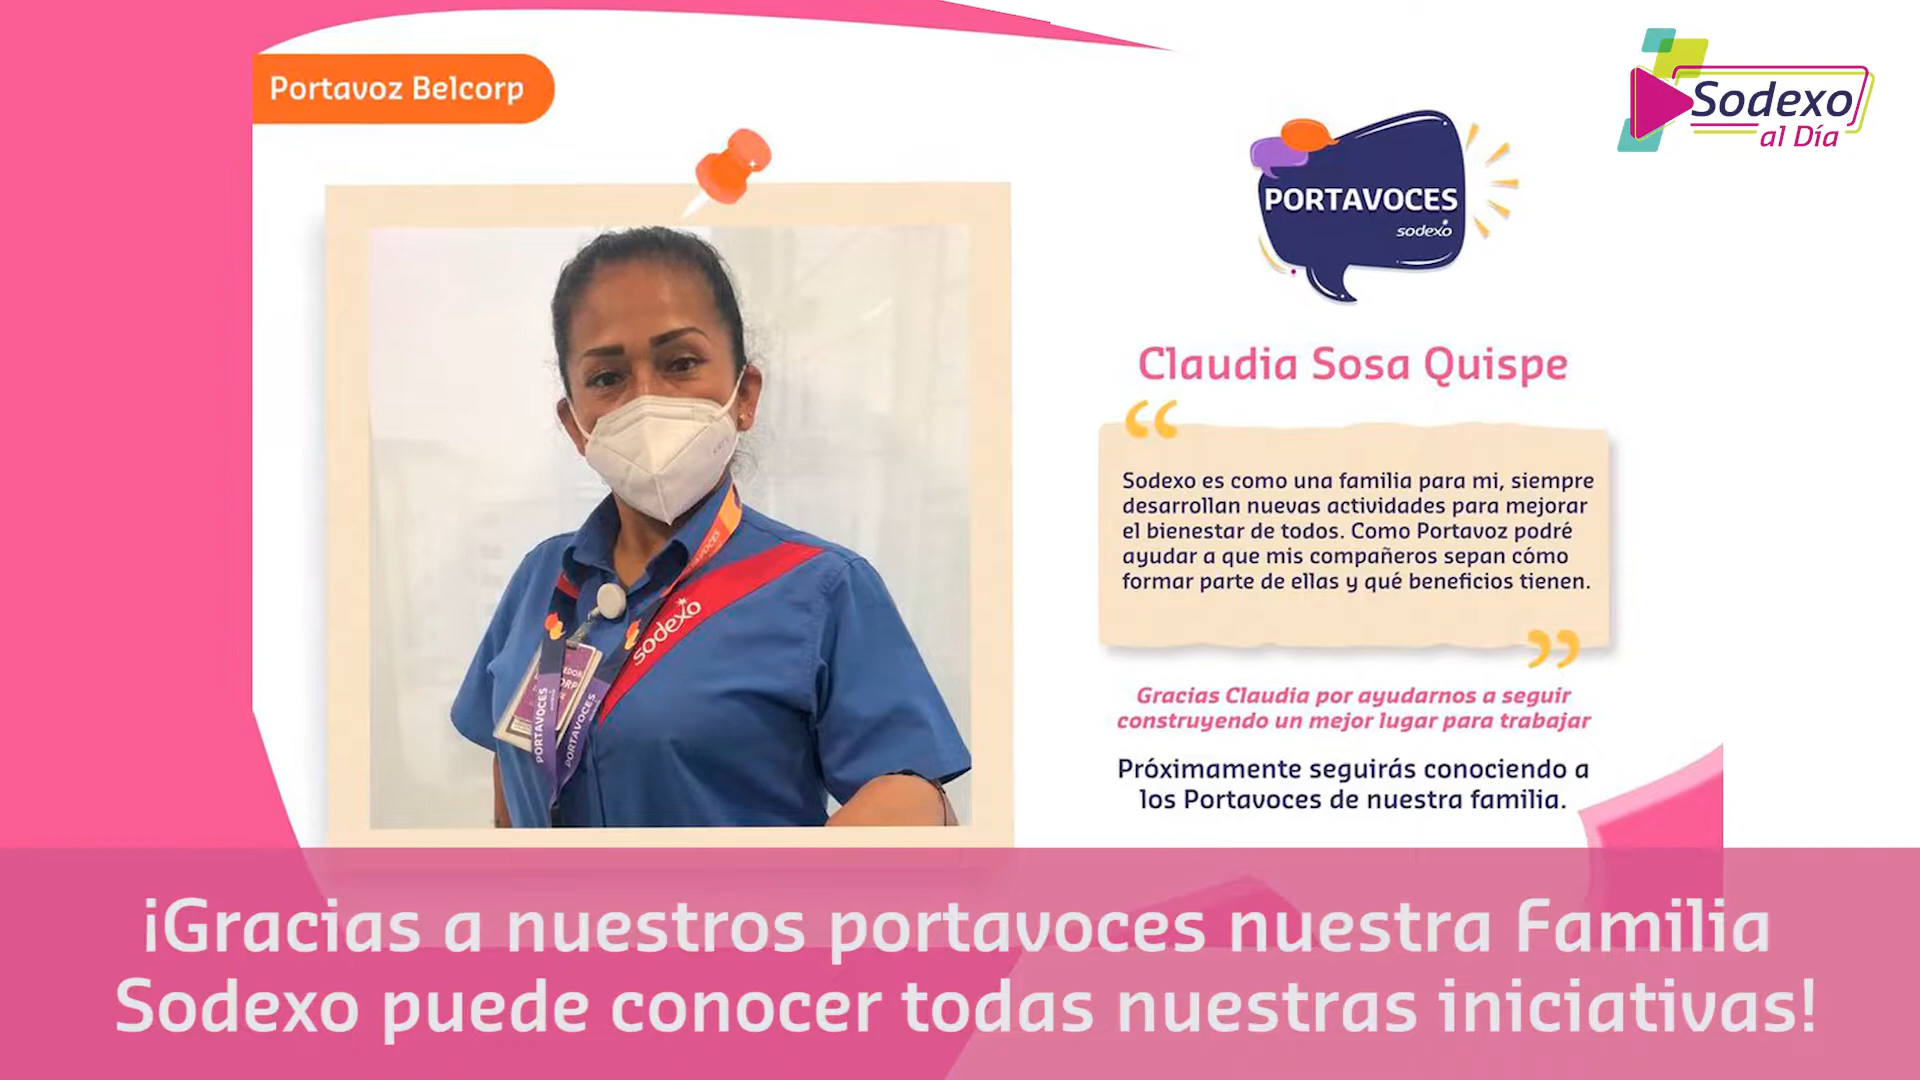 Portavoz Belcorp
Sodexo
al Día
PORTAVOCES
sodexo
Claudia Sosa Quispe
“
Sodexo es como una familia para mi, siempre
desarrollan nuevas actividades para mejorar
el bienestar de todos. Como Portavoz podré
ayudar a que mis compañeros sepan cómo
formar parte de ellas y qué beneficios tienen.
”
Gracias Claudia por ayudarnos a seguir
construyendo un mejor lugar para trabajar
Próximamente seguirás conociendo a
los Portavoces de nuestra familia.
sodexo
PORTAVOCES
PORTAVOCES
¡Gracias a nuestros portavoces nuestra Familia
Sodexo puede conocer todas nuestras iniciativas!